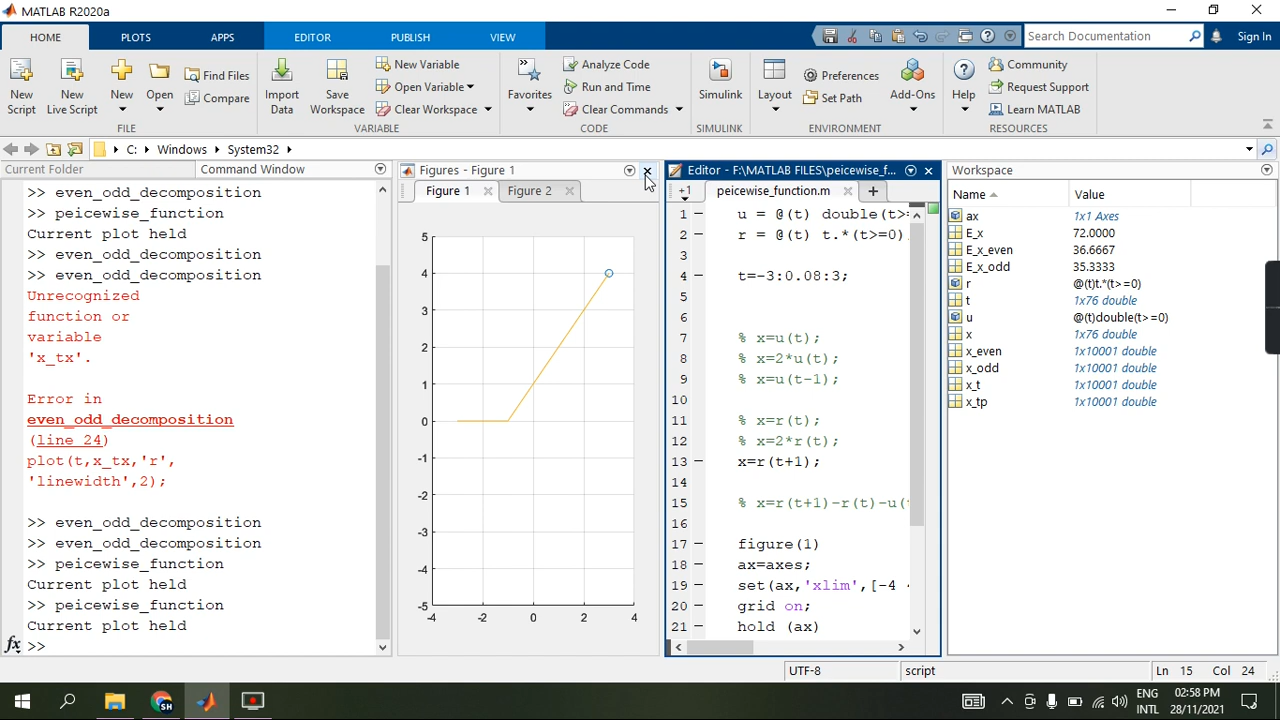 MATLAB R2020a
HOME PLOTS APPS EDITOR PUBLISH VIEW Search Documentation Sign In
New Script
New Live Script
New
Open
Find Files
Compare
FILE
Import Data
Save Workspace
New Variable
Open Variable
Clear Workspace
VARIABLE
Favorites
Analyze Code
Run and Time
Clear Commands
CODE
Simulink
SIMULINK
Layout
Preferences
Set Path
Add-Ons
ENVIRONMENT
Help
Community
Request Support
Learn MATLAB
RESOURCES
C: Windows System32
Current Folder Command Window
>> even_odd_decomposition
>> peicewise_function
Current plot held
>> even_odd_decomposition
>> even_odd_decomposition
Unrecognized
function or
variable
'x_tx'.
Error in
even_odd_decomposition
(line 24)
plot(t,x_tx,'r',
'linewidth',2);
>> even_odd_decomposition
>> even_odd_decomposition
>> peicewise_function
Current plot held
>> peicewise_function
Current plot held
fx >>
Figures - Figure 1
Figure 1 Figure 2
5
4
3
2
1
0
-1
-2
-3
-4
-5
-4 -2 0 2 4
Editor - F:\MATLAB FILES\peicewise_f...
+1 peicewise_function.m
1 u = @(t) double(t>=
2 r = @(t) t.*(t>=0)
3
4 t=-3:0.08:3;
5
6
7 % x=u(t);
8 % x=2*u(t);
9 % x=u(t-1);
10
11 % x=r(t);
12 % x=2*r(t);
13 x=r(t+1);
14
15 % x=r(t+1)-r(t)-u(
16
17 figure(1)
18 ax=axes;
19 set(ax,'xlim',[-4
20 grid on;
21 hold (ax)
Workspace
Name Value
ax 1x1 Axes
E_x 72.0000
E_x_even 36.6667
E_x_odd 35.3333
r @(t)t.*(t>=0)
t 1x76 double
u @(t)double(t>=0)
x 1x76 double
x_even 1x10001 double
x_odd 1x10001 double
x_t 1x10001 double
x_tp 1x10001 double
UTF-8 script Ln 15 Col 24
SH
ENG
INTL
02:58 PM
28/11/2021